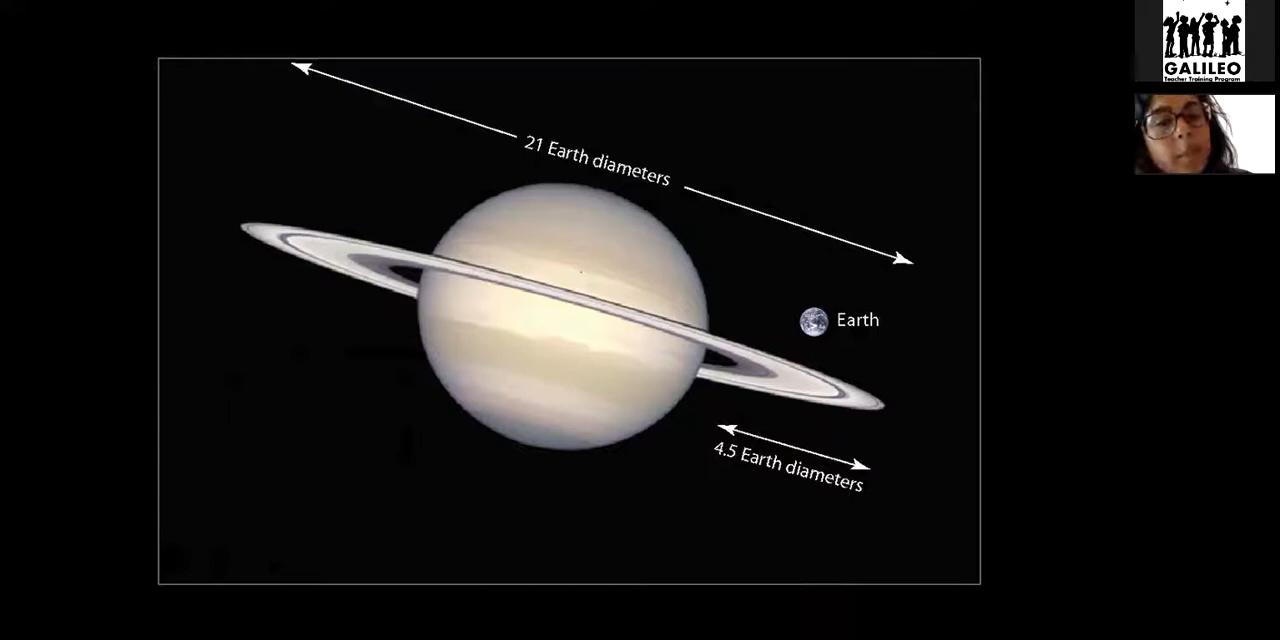 GALILEO
Teacher Training Program
21 Earth diameters
Earth
4.5 Earth diameters